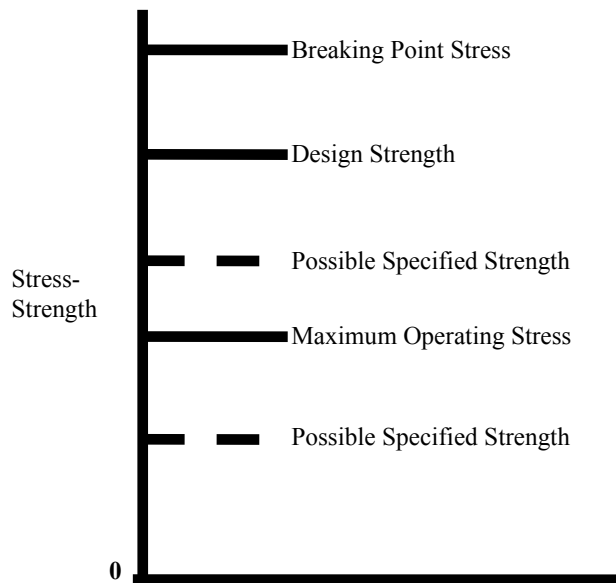 Breaking Point Stress
Design Strength
Possible Specified Strength
Stress-
Strength
Maximum Operating Stress
Possible Specified Strength
0